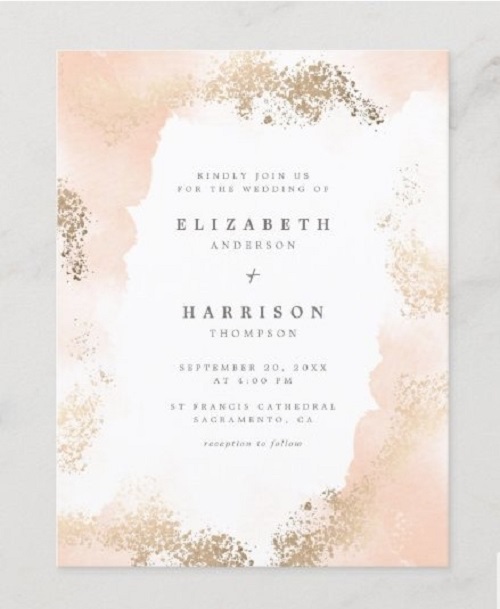 KINDLY JOIN US
FOR THE WEDDING OF
ELIZABETH
ANDERSON
+
HARRISON
THOMPSON
SEPTEMBER 20, 20XX
AT 4:00 PM
ST FRANCIS CATHEDRAL
SACRAMENTO, CA
reception to follow